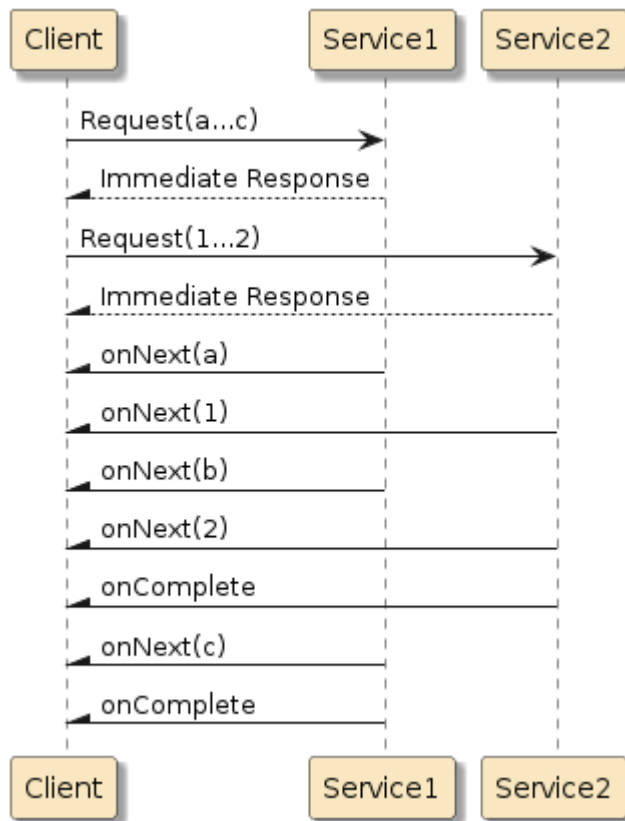 Client Service1 Service2
Request(a...c)
Immediate Response
Request(1...2)
Immediate Response
onNext(a)
onNext(1)
onNext(b)
onNext(2)
onComplete
onNext(c)
onComplete
Client Service1 Service2